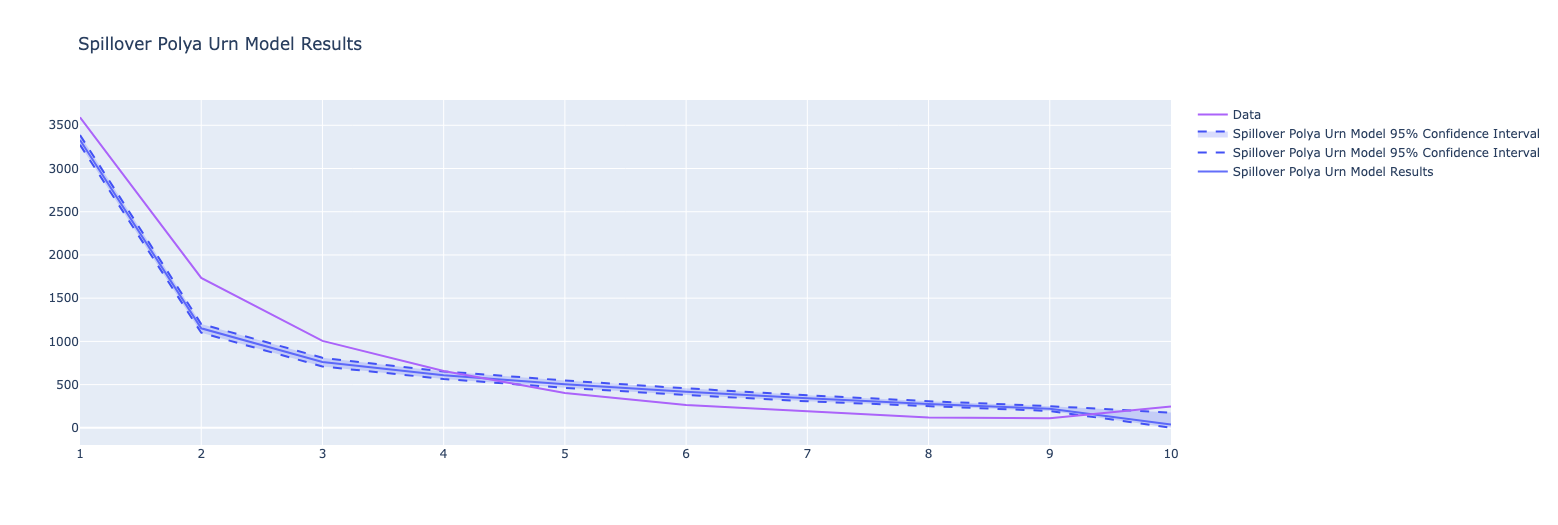 Spillover Polya Urn Model Results
Data
Spillover Polya Urn Model 95% Confidence Interval
Spillover Polya Urn Model 95% Confidence Interval
Spillover Polya Urn Model Results
3500
3000
2500
2000
1500
1000
500
0
1 2 3 4 5 6 7 8 9 10